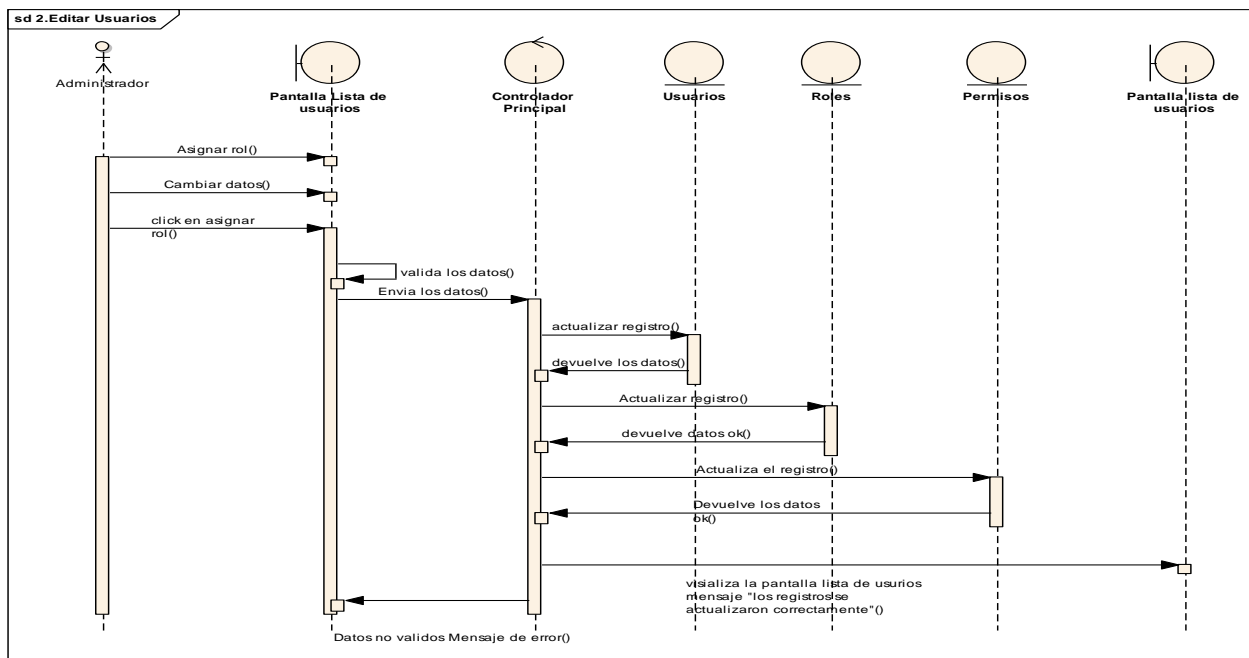 sd 2.Editar Usuarios
Administrador
Pantalla Lista de
usuarios
Controlador
Principal
Usuarios
Roles
Permisos
Pantalla lista de
usuarios
Asignar rol()
Cambiar datos()
click en asignar
rol()
valida los datos()
Envia los datos()
actualizar registro()
devuelve los datos()
Actualizar registro()
devuelve datos ok()
Actualiza el registro()
Devuelve los datos
ok()
visializa la pantalla lista de usurios
mensaje "los registros se
actualizaron correctamente"()
Datos no validos Mensaje de error()